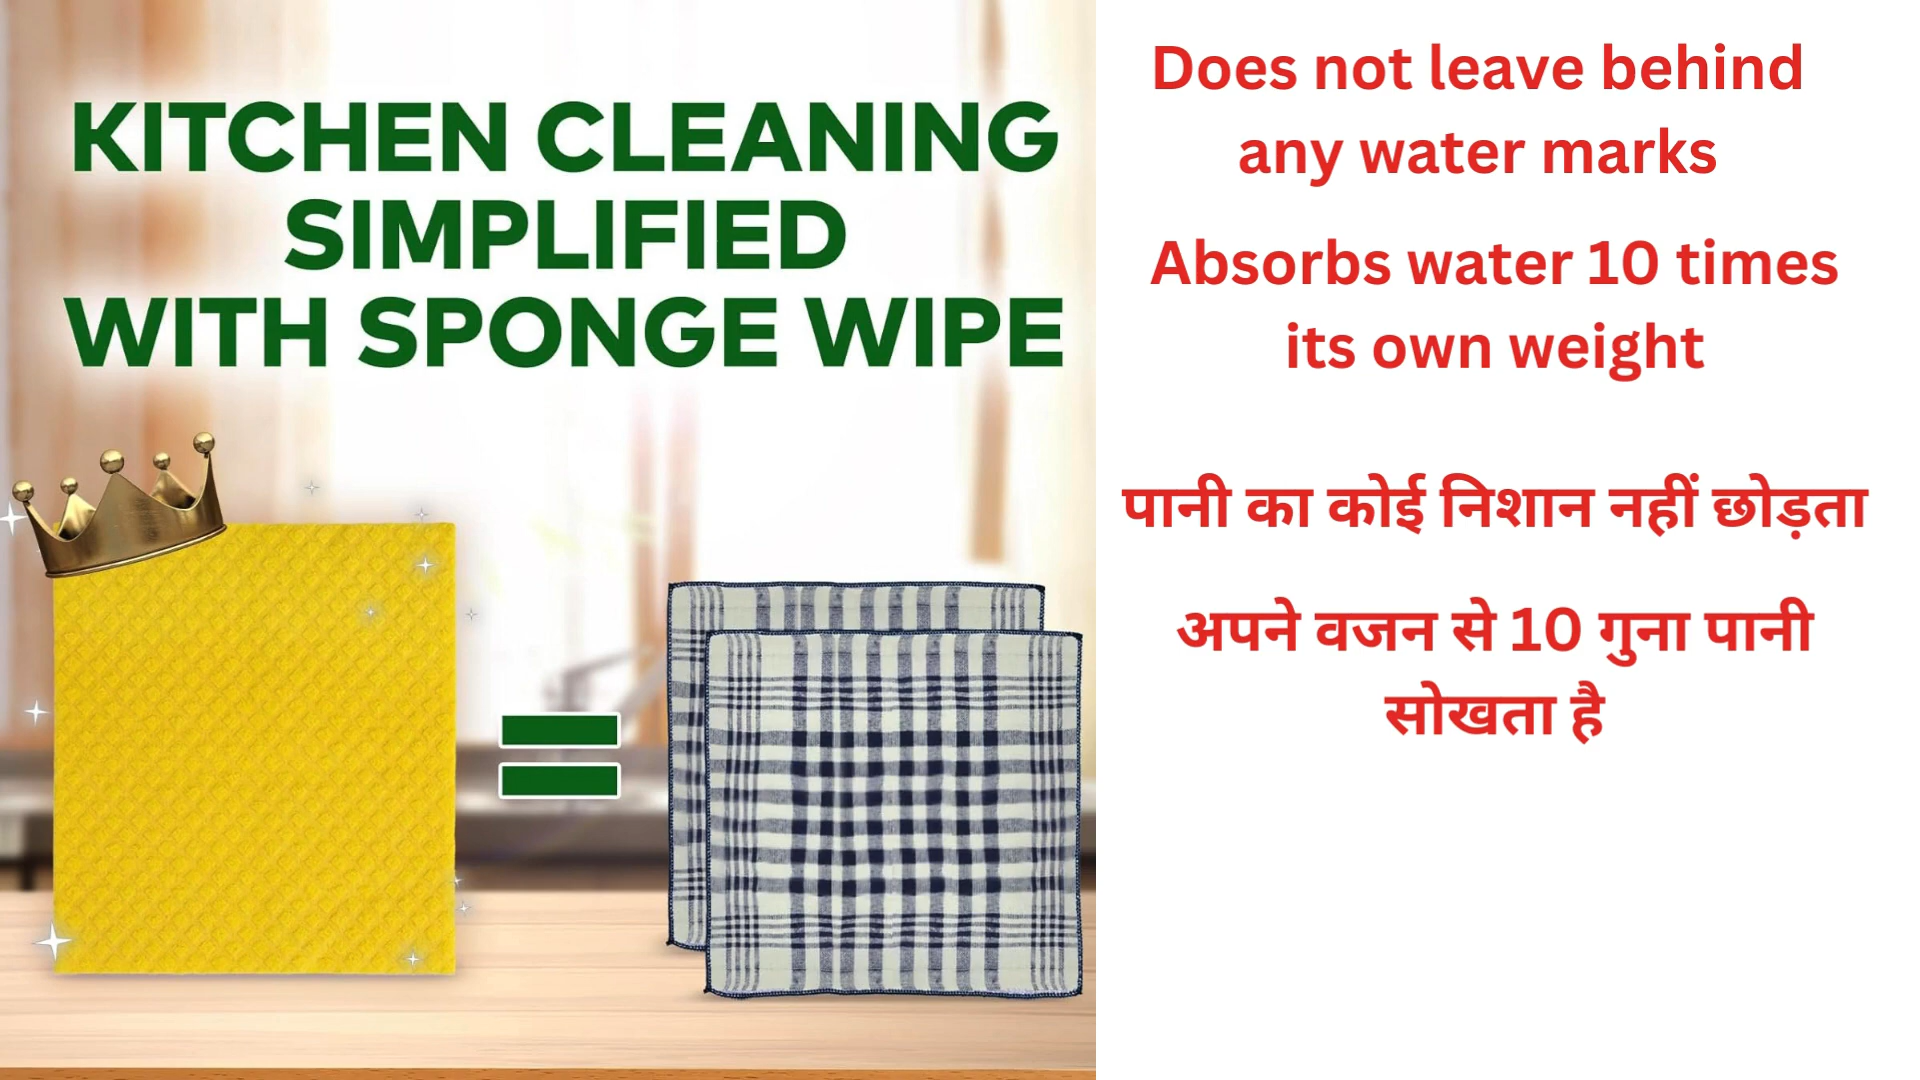 KITCHEN CLEANING
SIMPLIFIED
WITH SPONGE WIPE
Does not leave behind
any water marks
Absorbs water 10 times
its own weight
पानी का कोई निशान नहीं छोड़ता
अपने वजन से 10 गुना पानी
सोखता है